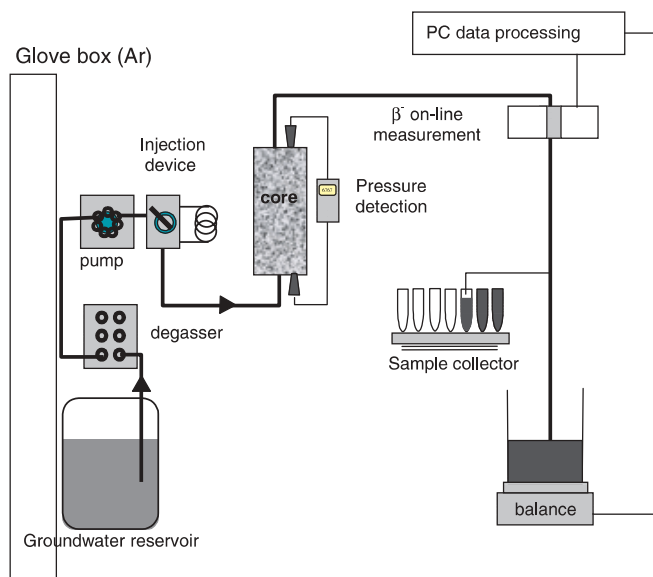 PC data processing
Glove box (Ar)
β⁻ on-line
measurement
Injection
device
core
Pressure
detection
pump
degasser
Sample collector
balance
Groundwater reservoir